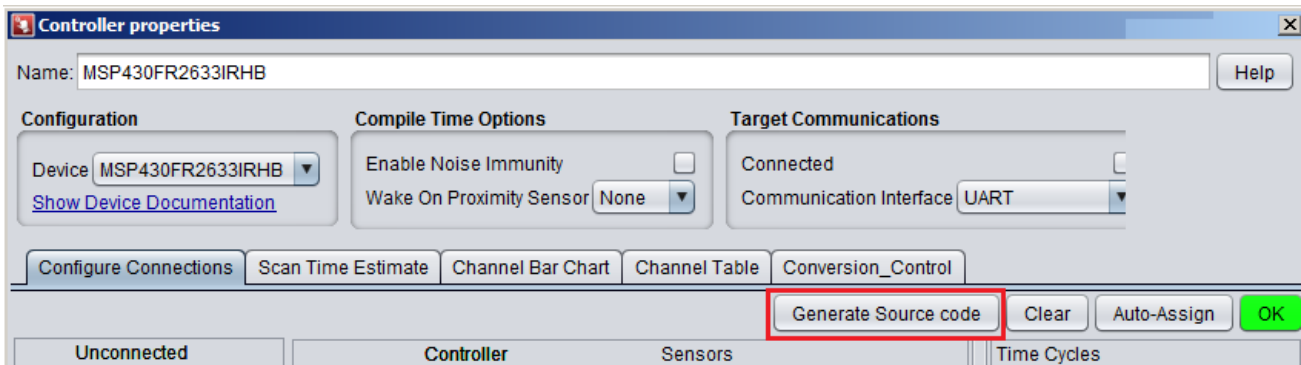 Controller properties
Name: MSP430FR2633IRHB Help
Configuration Compile Time Options Target Communications
Device MSP430FR2633IRHB Enable Noise Immunity Connected
Show Device Documentation Wake On Proximity Sensor None Communication Interface UART
Configure Connections Scan Time Estimate Channel Bar Chart Channel Table Conversion_Control
Generate Source code Clear Auto-Assign OK
Unconnected Controller Sensors Time Cycles